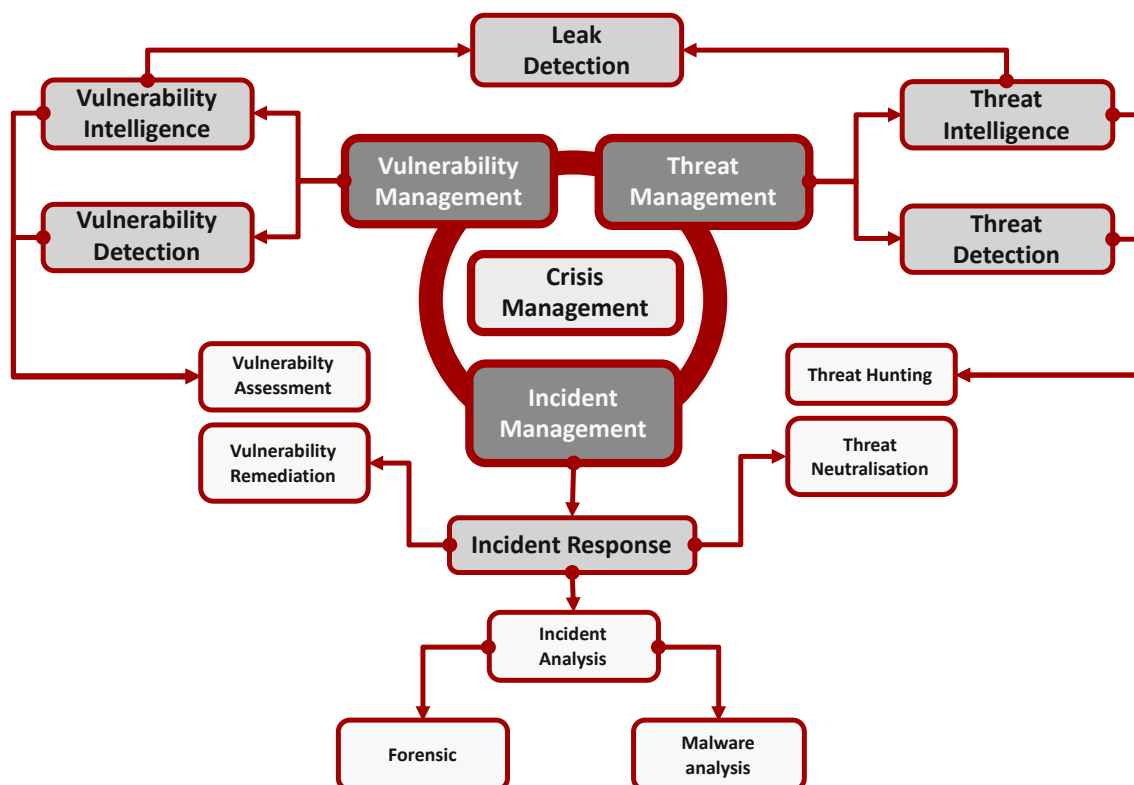 Leak
Detection
Vulnerability
Intelligence
Threat
Intelligence
Vulnerability
Management
Threat
Management
Vulnerability
Detection
Threat
Detection
Crisis
Management
Vulnerabilty
Assessment
Threat Hunting
Incident
Management
Vulnerability
Remediation
Threat
Neutralisation
Incident Response
Incident
Analysis
Forensic
Malware
analysis